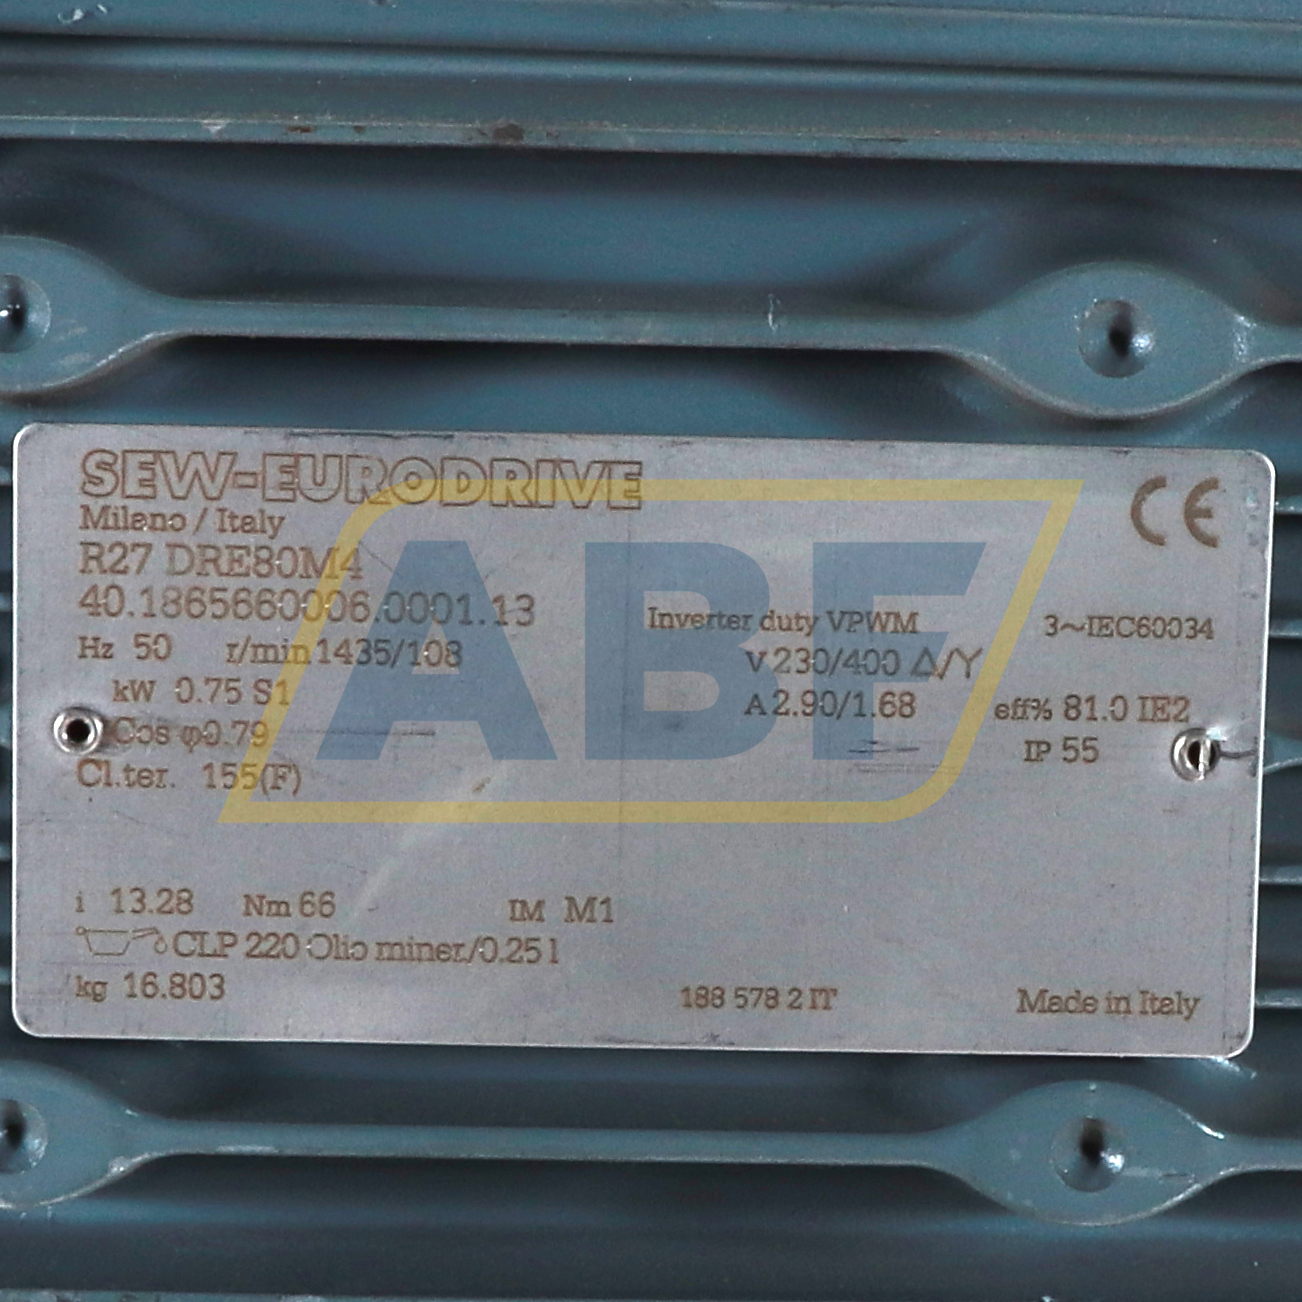 SEW-EURODRIVE
Milano / Italy
CE
R27 DRE80M4
40.1865660006.0001.13
Inverter duty VPWM 3~IEC60034
Hz 50 r/min 1435/108 V 230/400 Δ/Y
kW 0.75 S1 A 2.90/1.68 eff% 81.0 IE2
Cos φ 0.79 IP 55
Cl.ter. 155(F)
i 13.28 Nm 66 IM M1
CLP 220 Olio miner./0.25 l
kg 16.803 188 578 2 IT Made in Italy
ABF